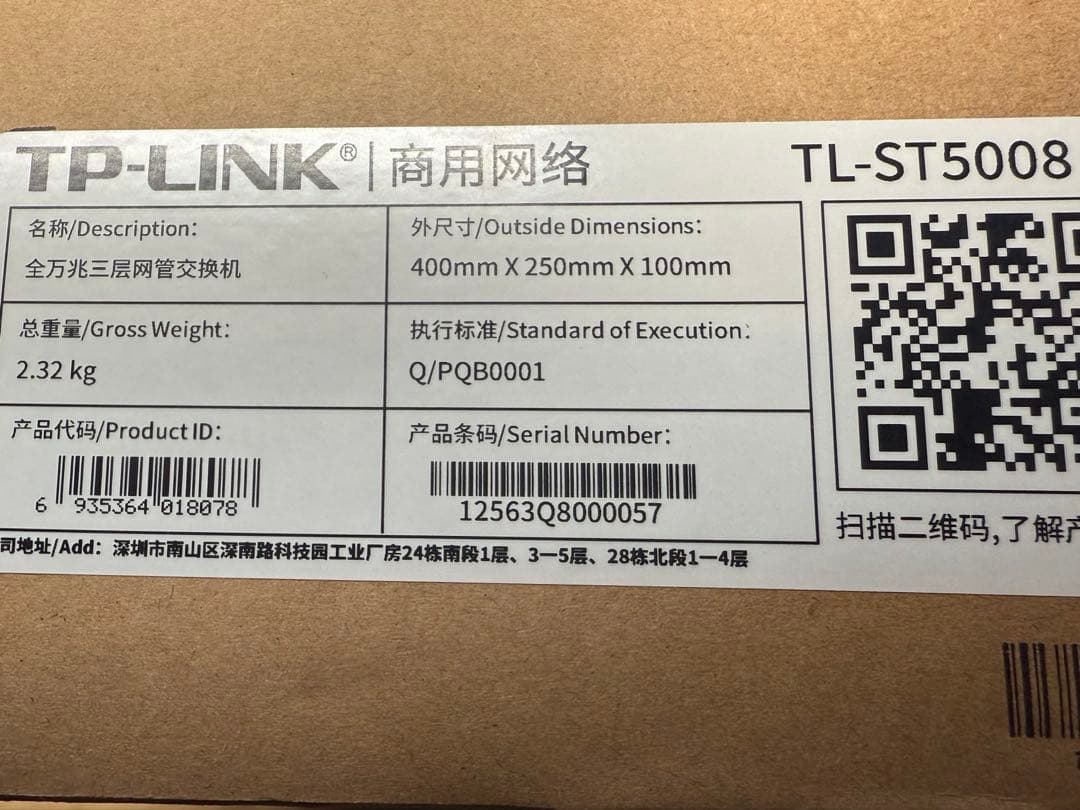 TP-LINK® | 商用网络
TL-ST5008
名称/Description:
全万兆三层网管交换机
外尺寸/Outside Dimensions:
400mm X 250mm X 100mm
总重量/Gross Weight:
2.32 kg
执行标准/Standard of Execution:
Q/PQB0001
产品代码/Product ID:
6 935364 018078
产品条码/Serial Number:
12563Q8000057
扫描二维码,了解产
司地址/Add: 深圳市南山区深南路科技园工业厂房24栋南段1层、3—5层、28栋北段1—4层